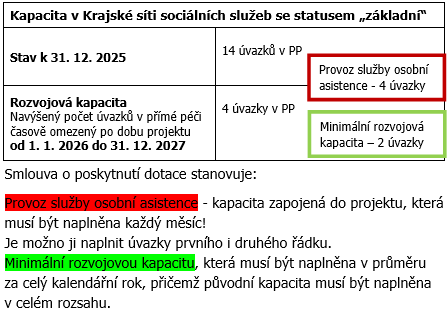 Kapacita v Krajské síti sociálních služeb se statusem „základní“
Stav k 31. 12. 2025
14 úvazků v PP
Provoz služby osobní
asistence - 4 úvazky
Rozvojová kapacita
Navýšený počet úvazků v přímé péči
časově omezený po dobu projektu
od 1. 1. 2026 do 31. 12. 2027
4 úvazky v PP
Minimální rozvojová
kapacita – 2 úvazky
Smlouva o poskytnutí dotace stanovuje:
Provoz služby osobní asistence - kapacita zapojená do projektu, která
musí být naplněna každý měsíc!
Je možno ji naplnit úvazky prvního i druhého řádku.
Minimální rozvojovou kapacitu, která musí být naplněna v průměru
za celý kalendářní rok, přičemž původní kapacita musí být naplněna
v celém rozsahu.